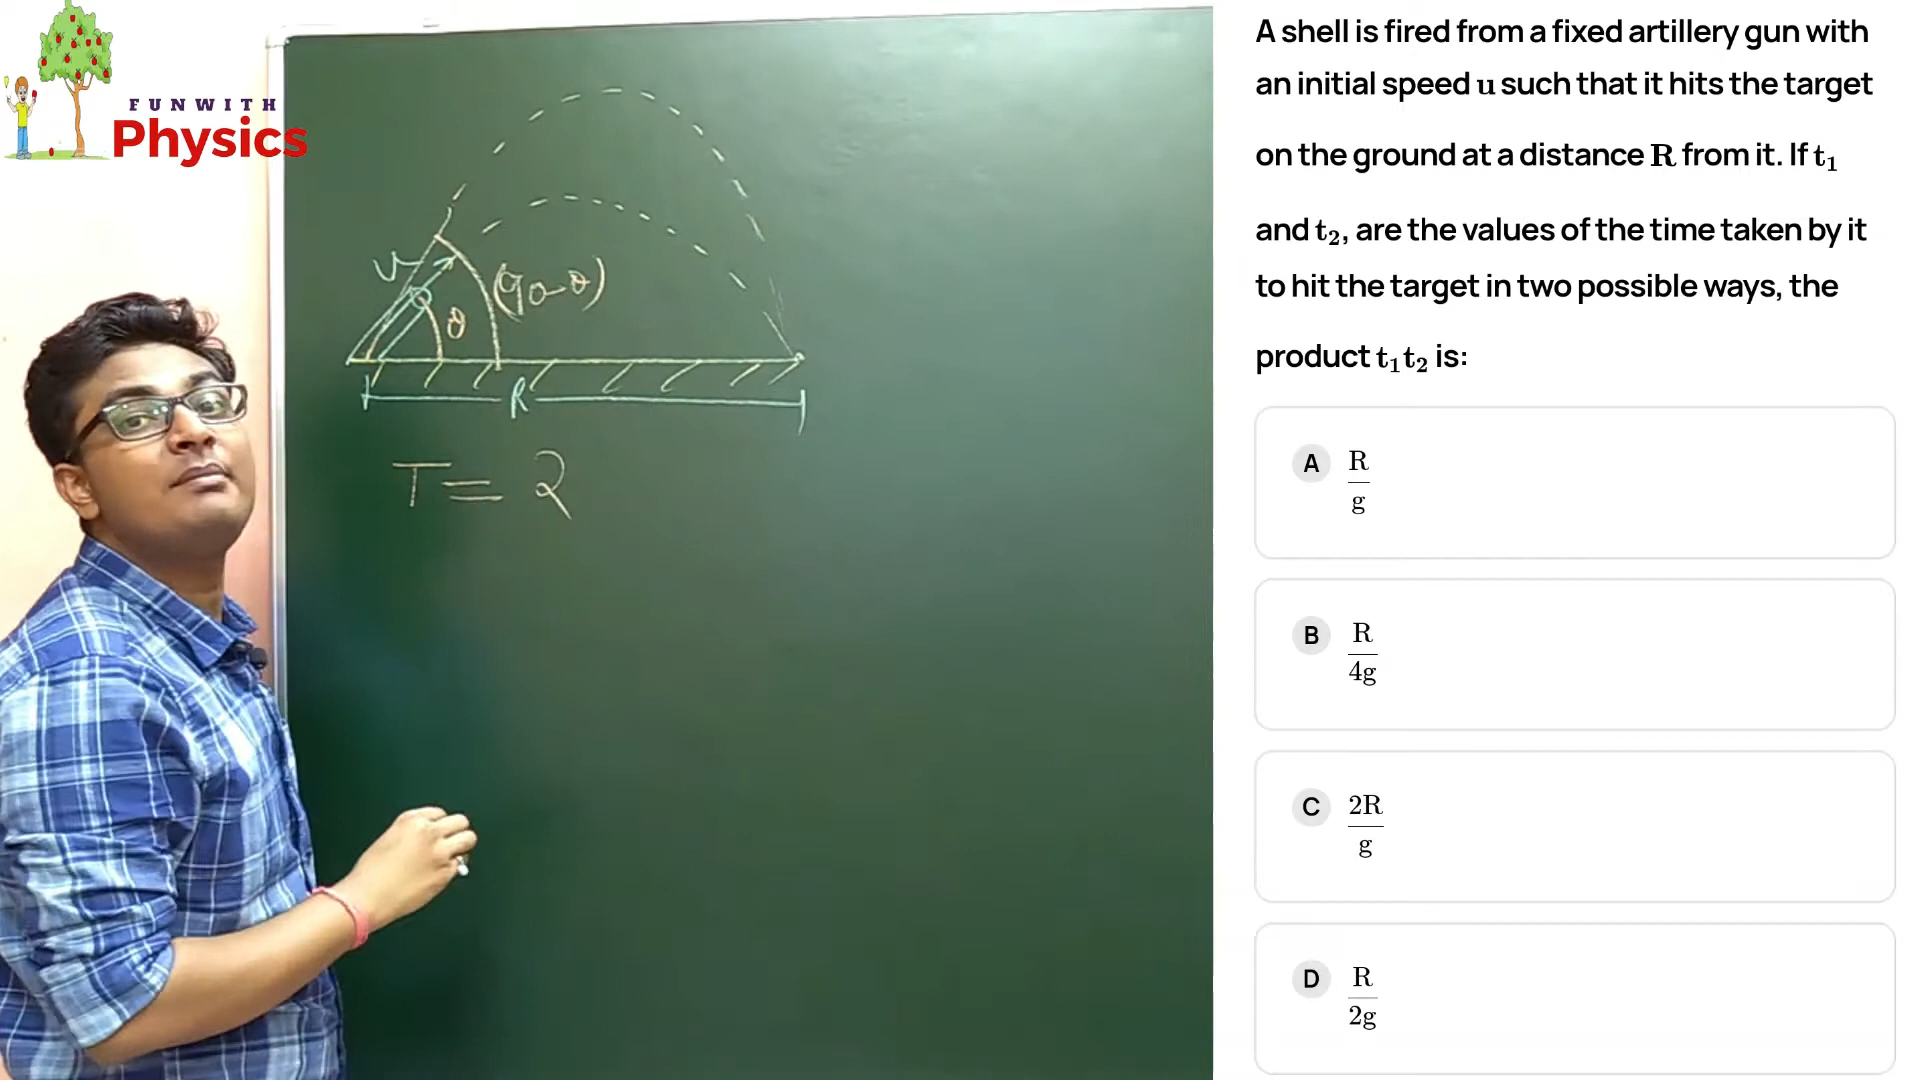 FUN WITH
Physics
u
θ
(90-θ)
R
T = 2
A shell is fired from a fixed artillery gun with
an initial speed u such that it hits the target
on the ground at a distance R from it. If t₁
and t₂, are the values of the time taken by it
to hit the target in two possible ways, the
product t₁t₂ is:
A R/g
B R/4g
C 2R/g
D R/2g